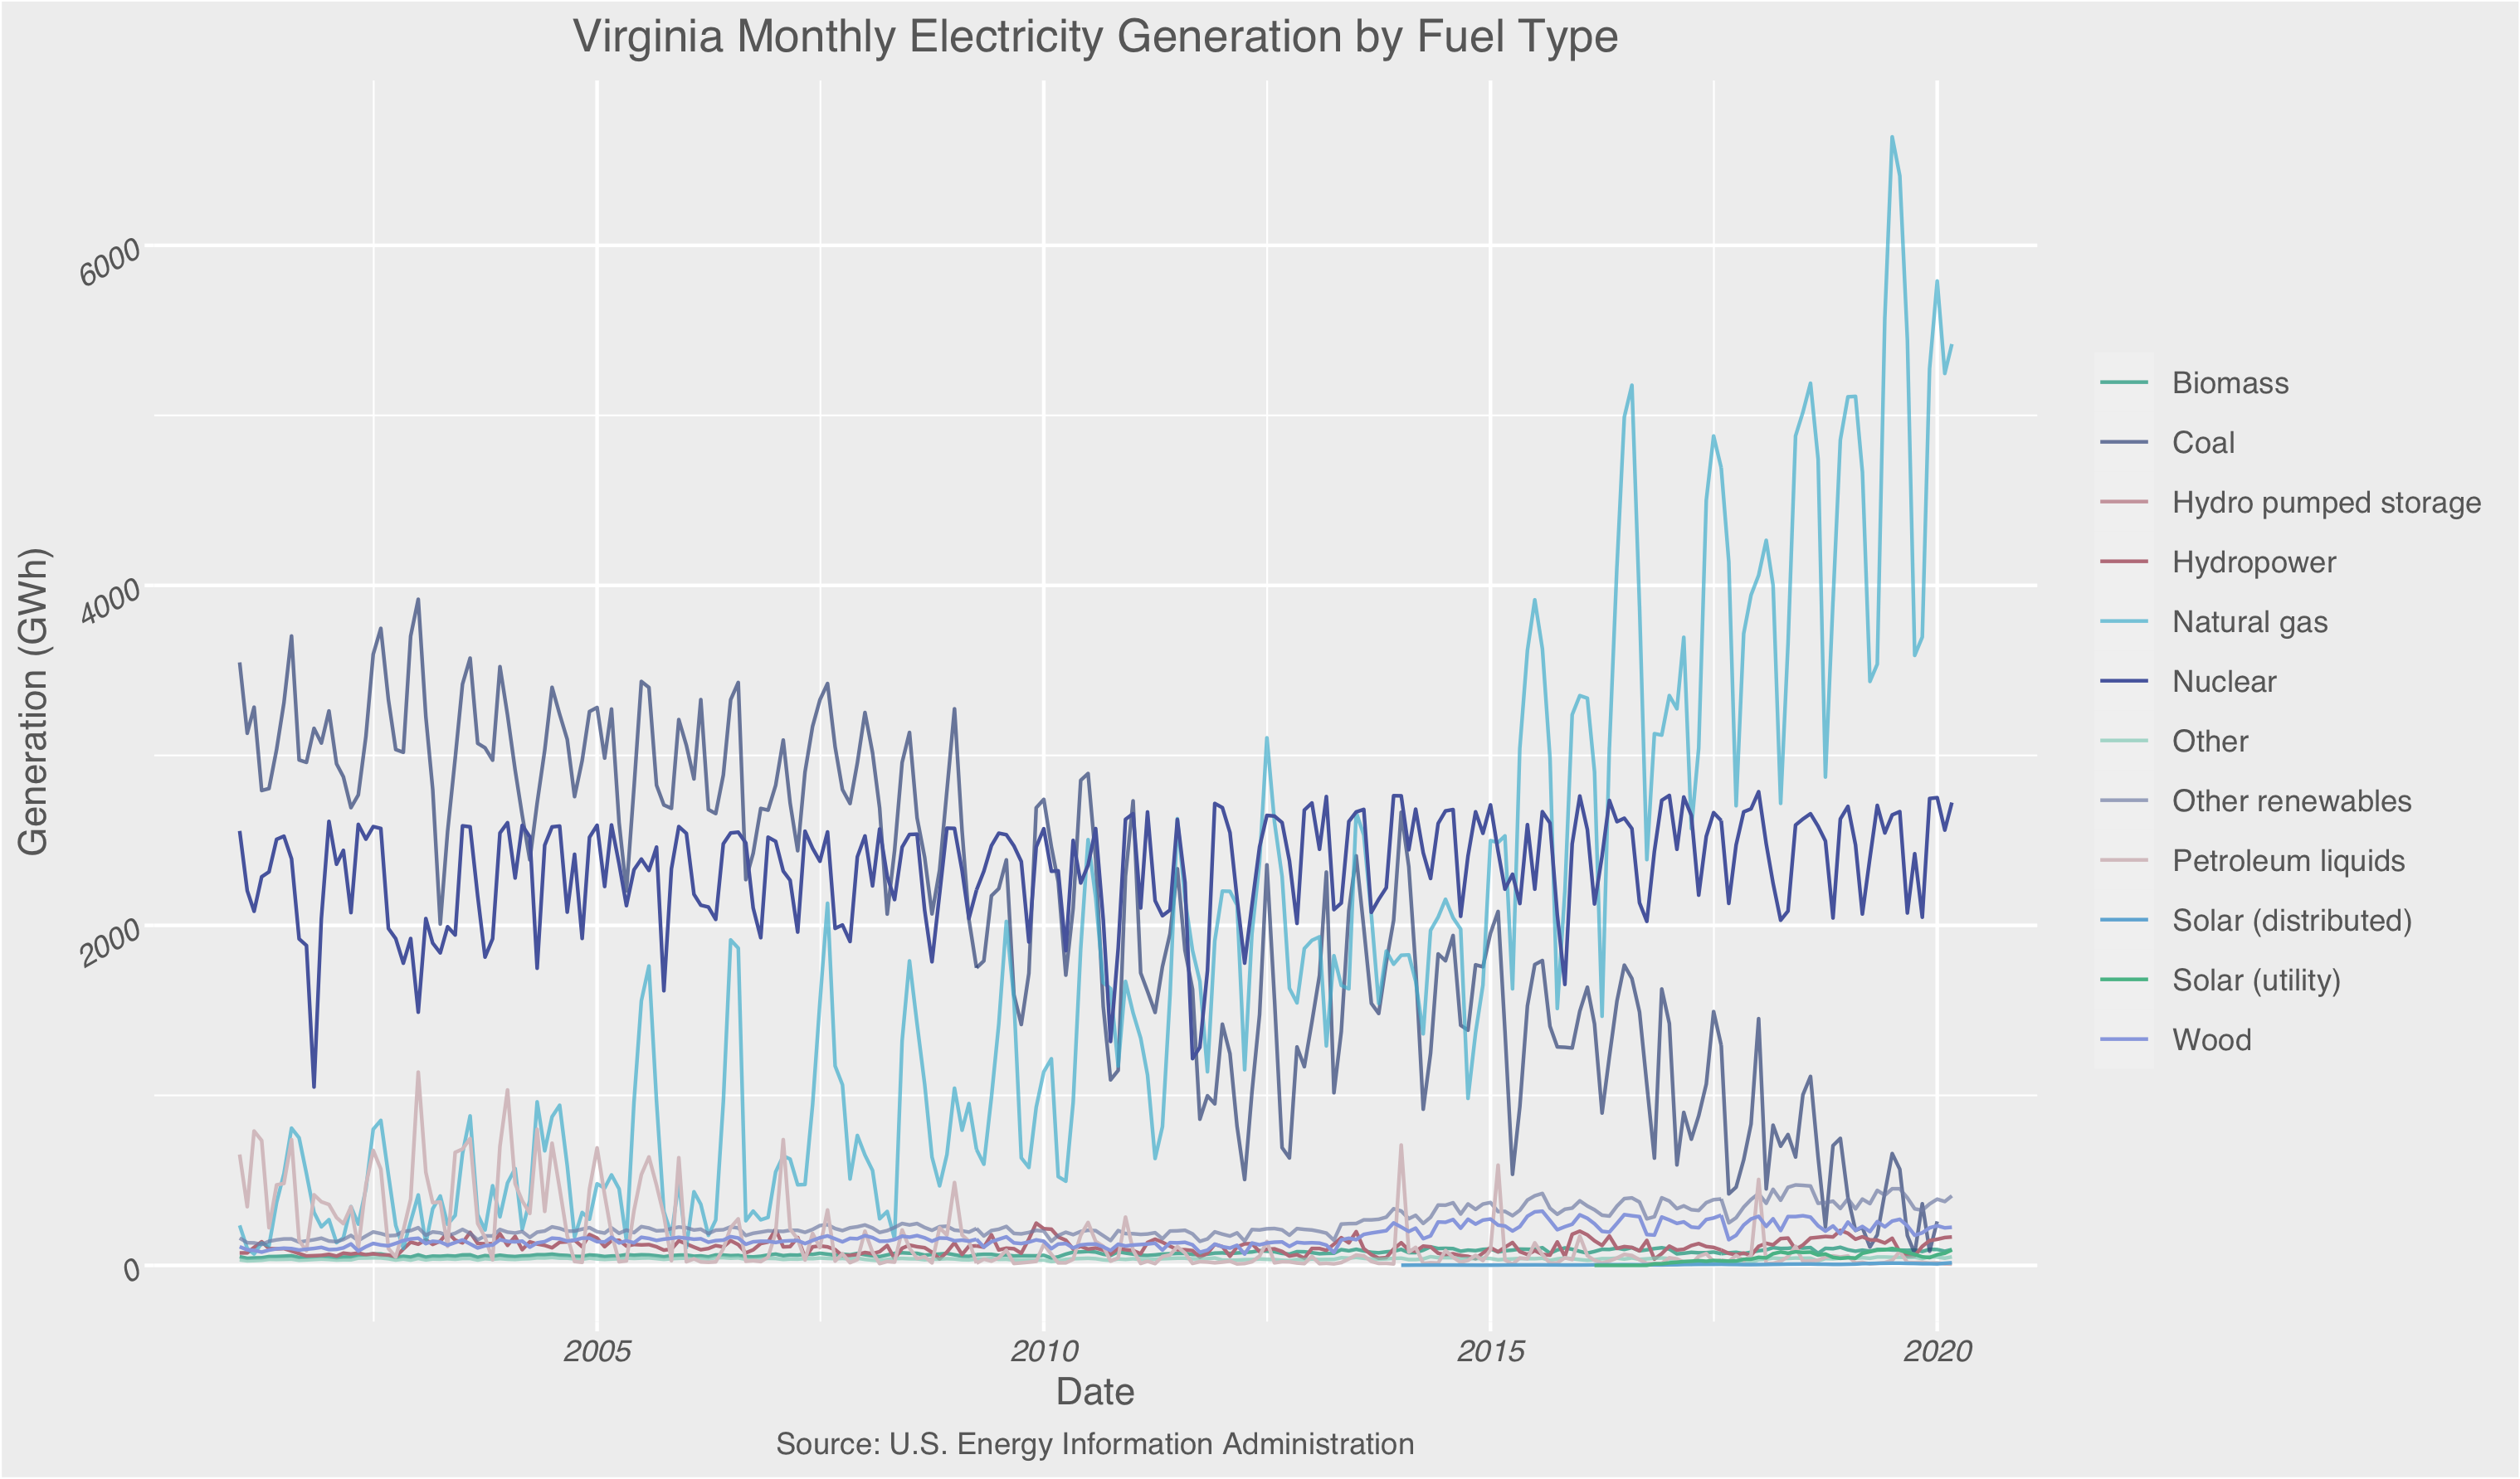 Virginia Monthly Electricity Generation by Fuel Type
Generation (GWh)
6000
4000
2000
0
2005
2010
2015
2020
Date
Source: U.S. Energy Information Administration
Biomass
Coal
Hydro pumped storage
Hydropower
Natural gas
Nuclear
Other
Other renewables
Petroleum liquids
Solar (distributed)
Solar (utility)
Wood